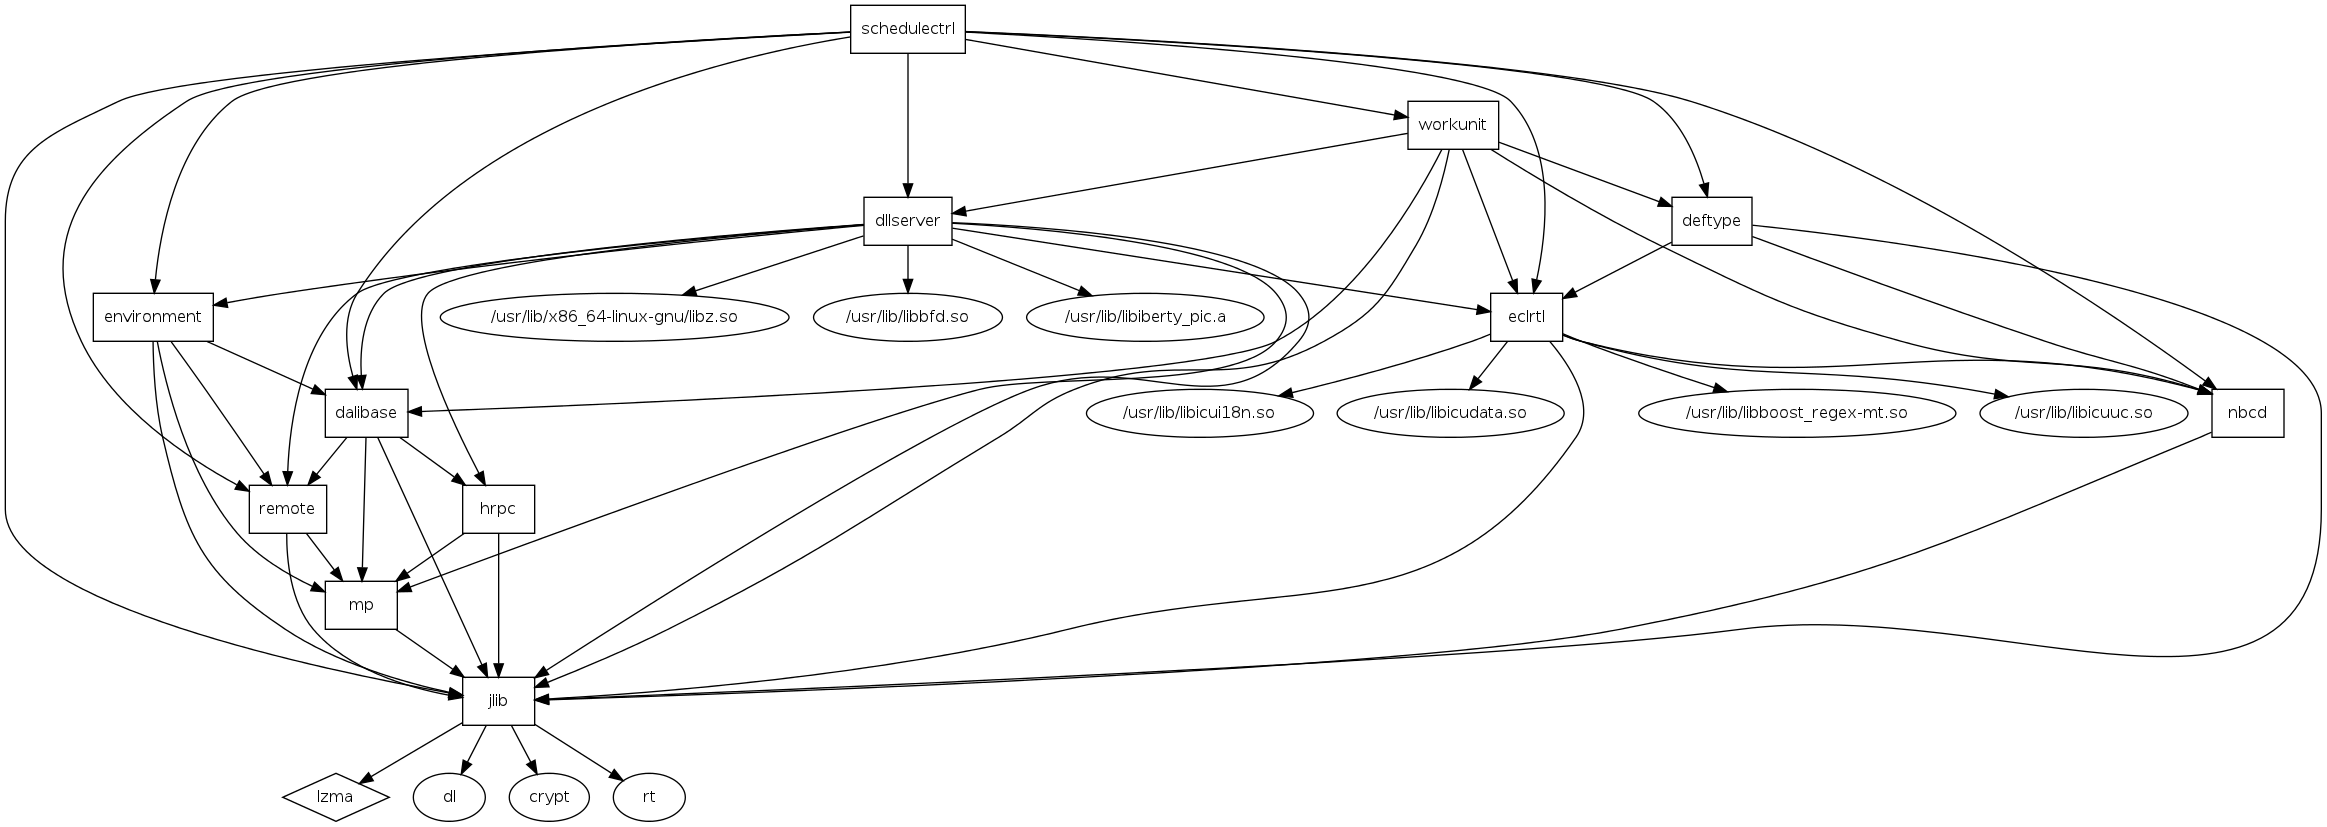 schedulectrl
workunit
dllserver
deftype
environment
/usr/lib/x86_64-linux-gnu/libz.so
/usr/lib/libbfd.so
/usr/lib/libiberty_pic.a
eclrtl
dalibase
/usr/lib/libicui18n.so
/usr/lib/libicudata.so
/usr/lib/libboost_regex-mt.so
/usr/lib/libicuuc.so
nbcd
remote
hrpc
mp
jlib
lzma
dl
crypt
rt